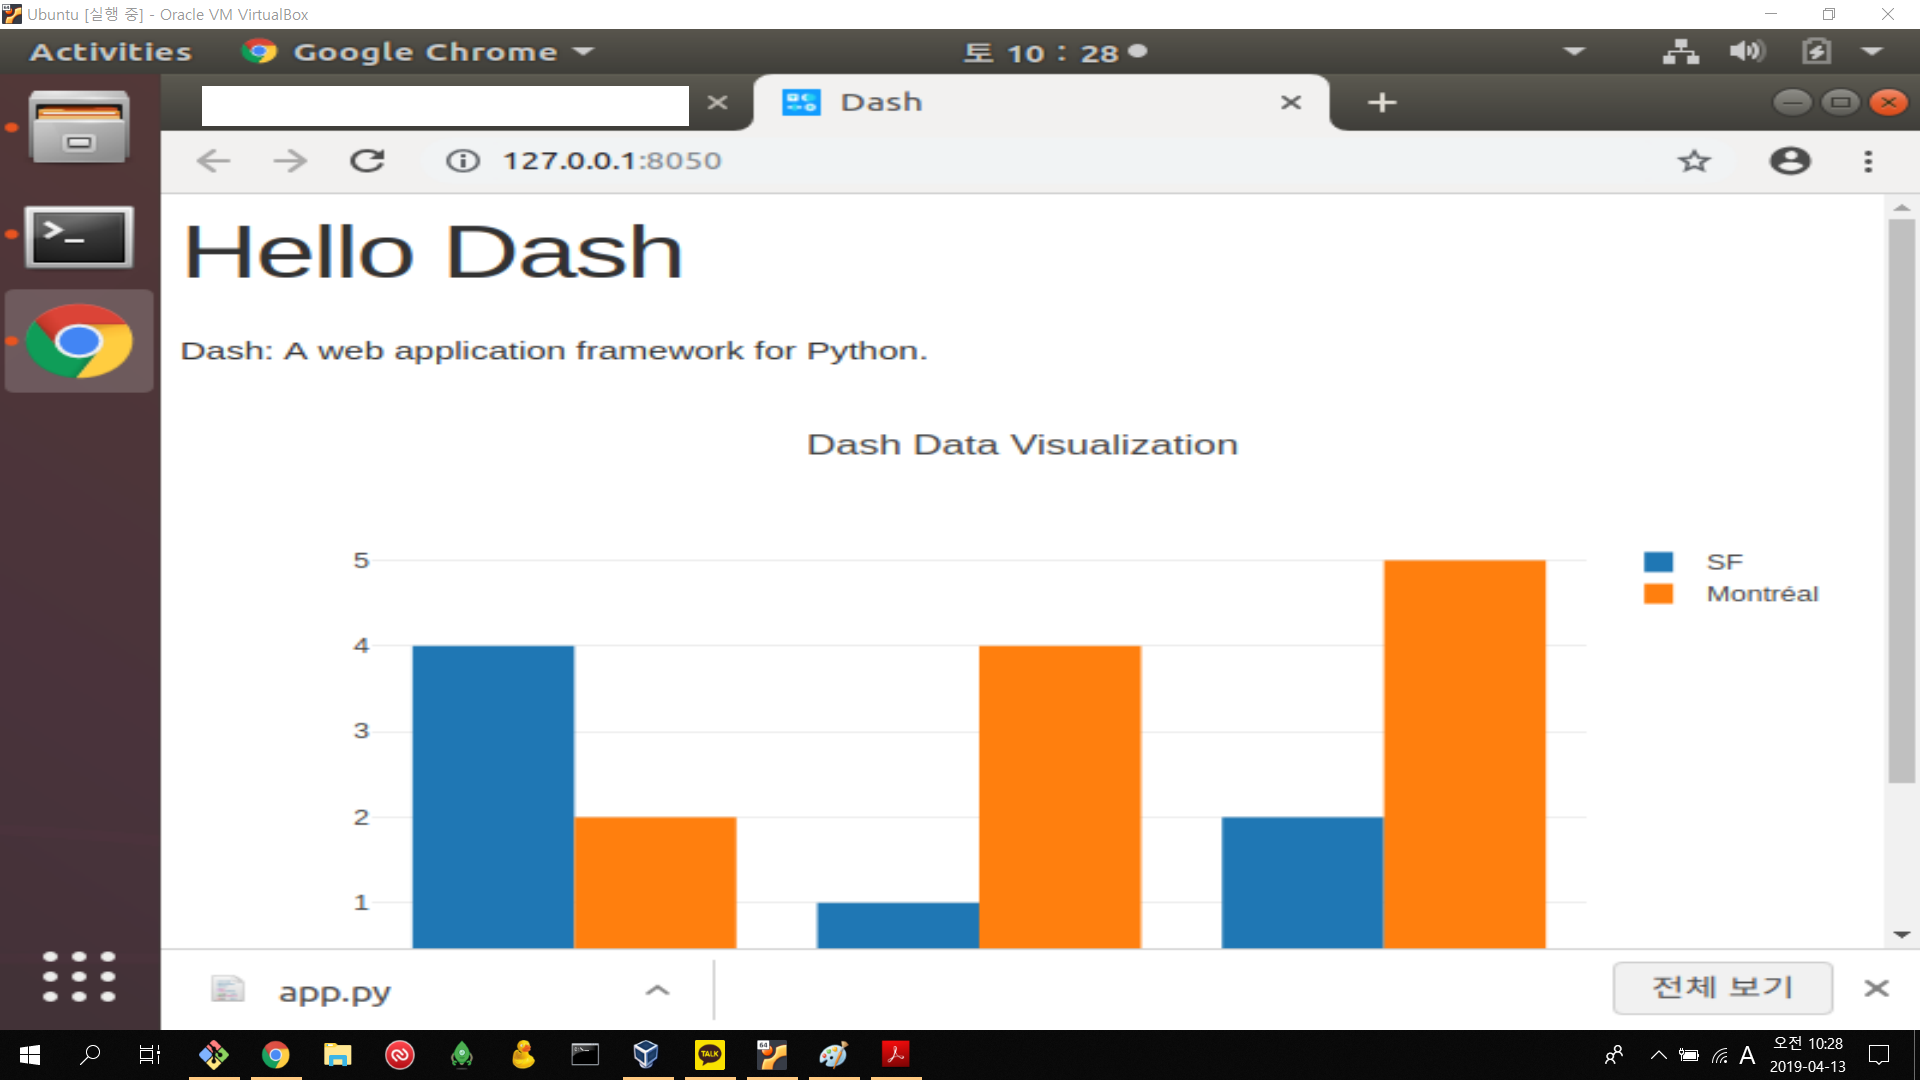 Ubuntu [실행 중] - Oracle VM VirtualBox
Activities Google Chrome 토 10 : 28
Dash
127.0.0.1:8050
Hello Dash
Dash: A web application framework for Python.
Dash Data Visualization
5
4
3
2
1
SF
Montréal
app.py
전체 보기
64
TALK
A
오전 10:28
2019-04-13